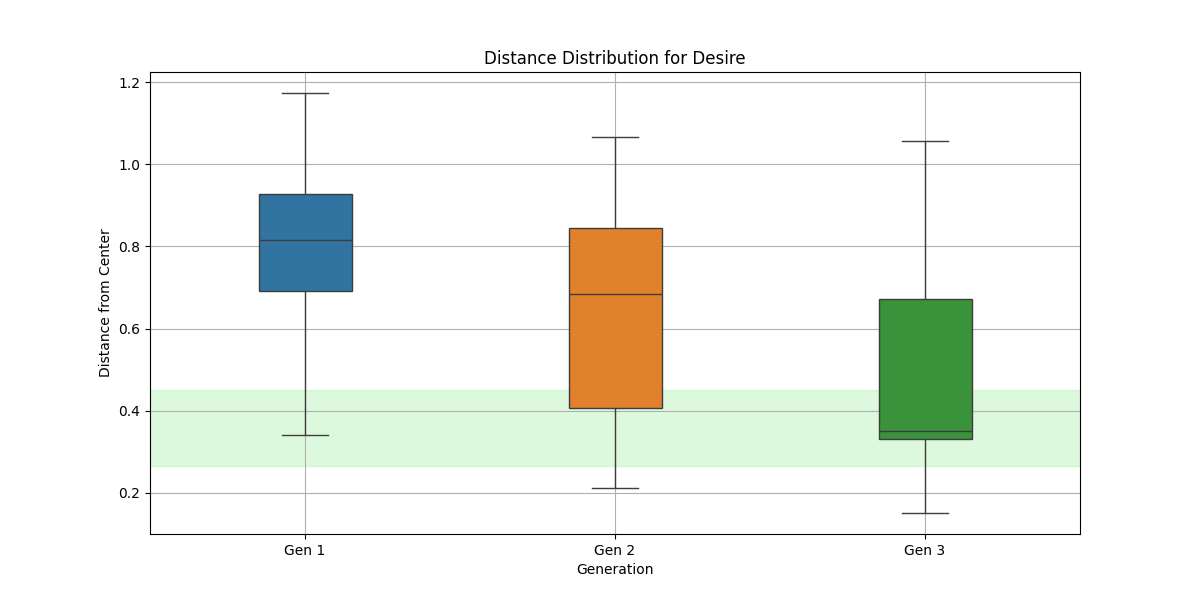 Distance Distribution for Desire
Distance from Center
1.2
1.0
0.8
0.6
0.4
0.2
Gen 1
Gen 2
Gen 3
Generation